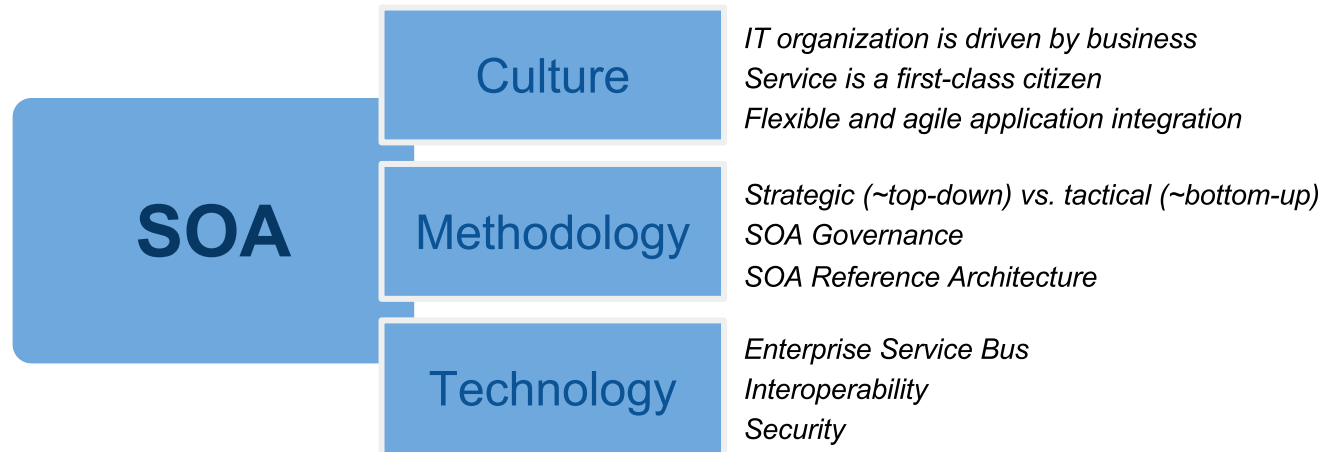 SOA
Culture
IT organization is driven by business
Service is a first-class citizen
Flexible and agile application integration
Methodology
Strategic (~top-down) vs. tactical (~bottom-up)
SOA Governance
SOA Reference Architecture
Technology
Enterprise Service Bus
Interoperability
Security